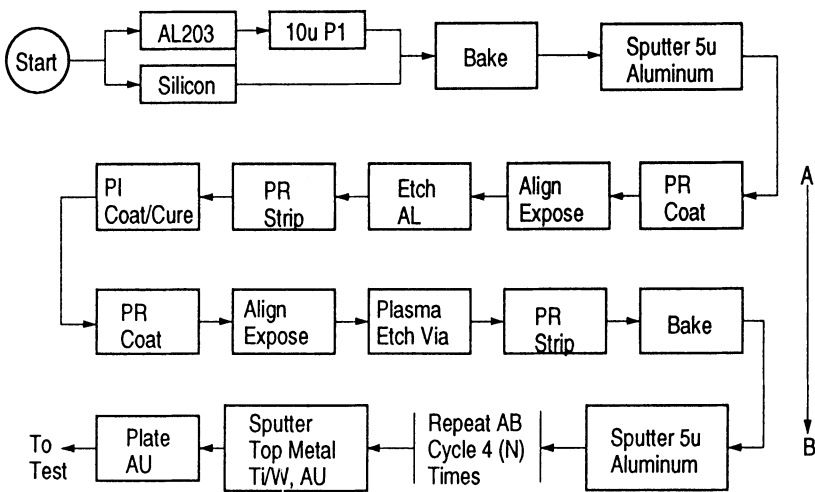 Start
AL203
10u P1
Silicon
Bake
Sputter 5u
Aluminum
PI
Coat/Cure
PR
Strip
Etch
AL
Align
Expose
PR
Coat
A
PR
Coat
Align
Expose
Plasma
Etch Via
PR
Strip
Bake
To
Test
Plate
AU
Sputter
Top Metal
Ti/W, AU
Repeat AB
Cycle 4 (N)
Times
Sputter 5u
Aluminum
B